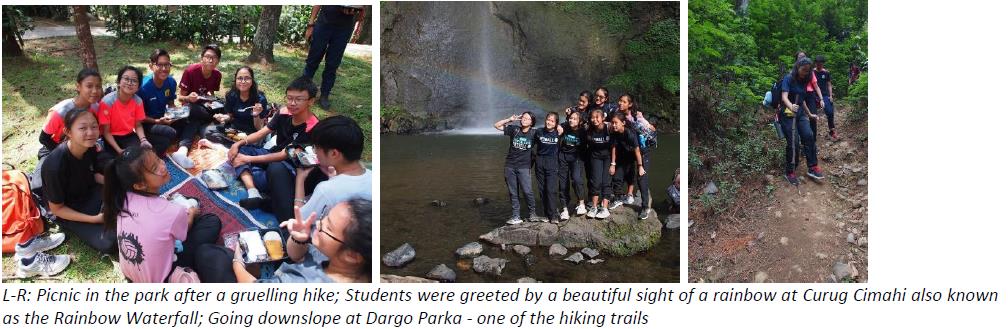 L-R: Picnic in the park after a gruelling hike; Students were greeted by a beautiful sight of a rainbow at Curug Cimahi also known
as the Rainbow Waterfall; Going downslope at Dargo Parka - one of the hiking trails